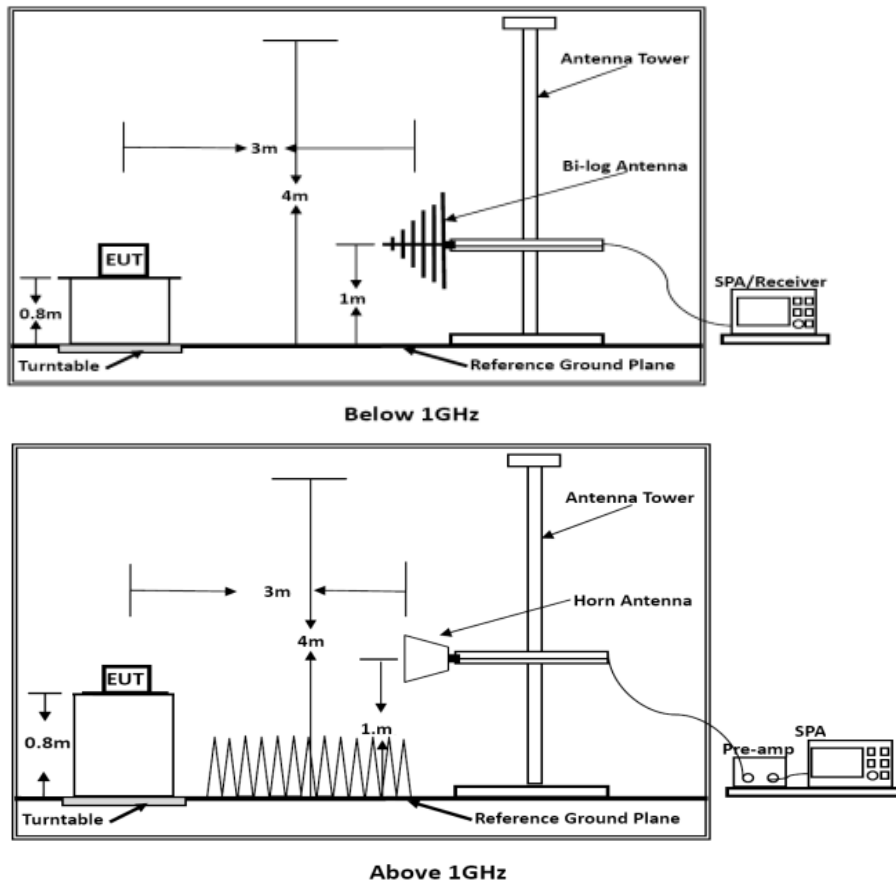 Antenna Tower
3m
Bi-log Antenna
4m
EUT
SPA/Receiver
0.8m
1m
Turntable
Reference Ground Plane
Below 1GHz
Antenna Tower
3m
Horn Antenna
4m
EUT
0.8m
1.m
SPA
Pre-amp
Turntable
Reference Ground Plane
Above 1GHz